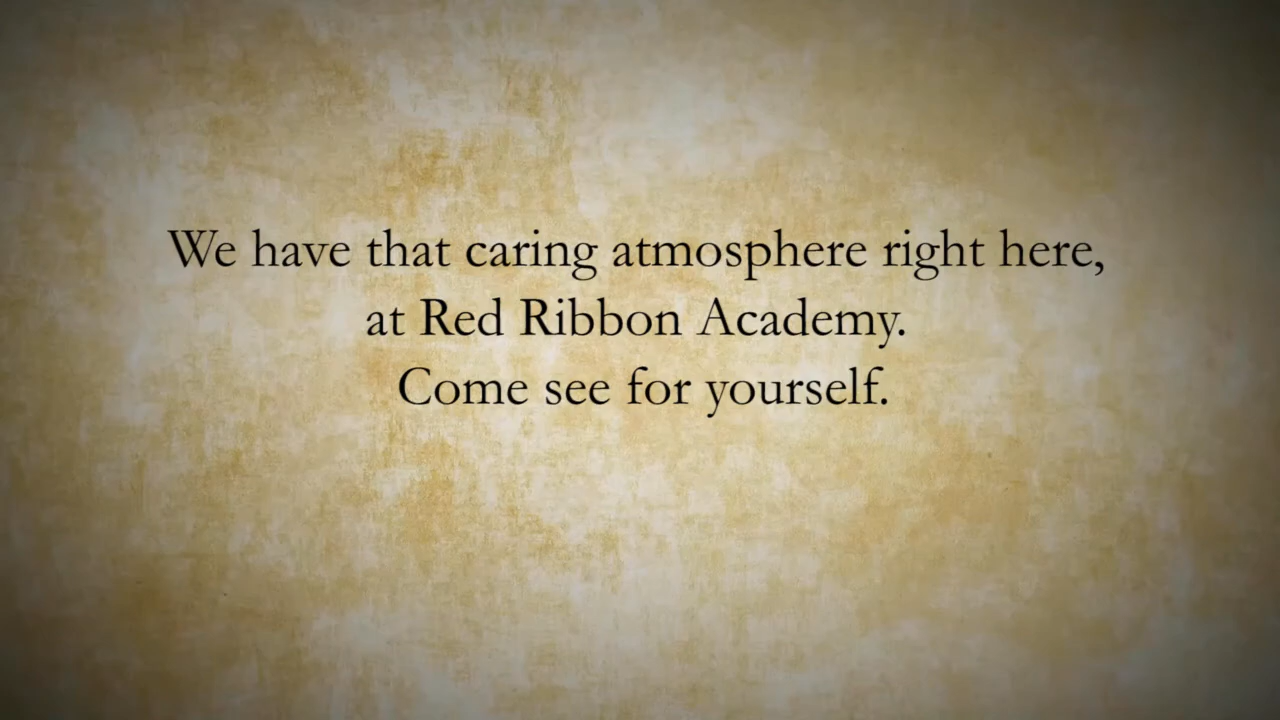 We have that caring atmosphere right here,
at Red Ribbon Academy.
Come see for yourself.